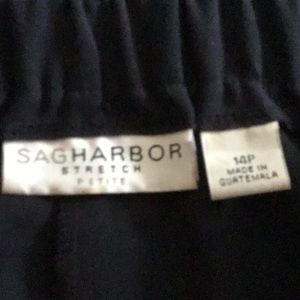 SAGHARBOR
STRETCH
PETITE
14P
MADE IN
GUATEMALA